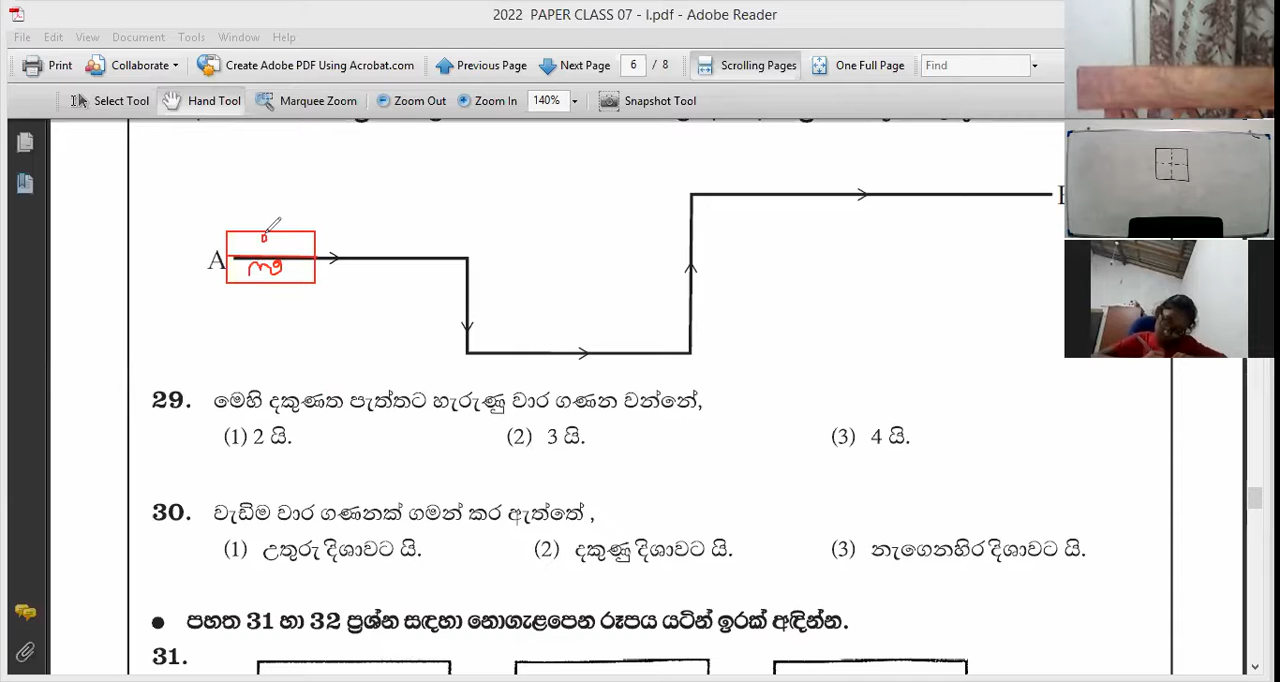 2022 PAPER CLASS 07 - I.pdf - Adobe Reader
File Edit View Document Tools Window Help
Print Collaborate Create Adobe PDF Using Acrobat.com Previous Page Next Page 6 / 8 Scrolling Pages One Full Page Find
Select Tool Hand Tool Marquee Zoom Zoom Out Zoom In 140% Snapshot Tool
A
29. මෙහි දකුණත පැත්තට හැරුණු වාර ගණන වන්නේ,
(1) 2 යි. (2) 3 යි. (3) 4 යි.
30. වැඩිම වාර ගණනක් ගමන් කර ඇත්තේ ,
(1) උතුරු දිශාවට යි. (2) දකුණු දිශාවට යි. (3) නැගෙනහිර දිශාවට යි.
● පහත 31 හා 32 ප්‍රශ්න සඳහා නොගැළපෙන රූපය යටින් ඉරක් අඳින්න.
31.